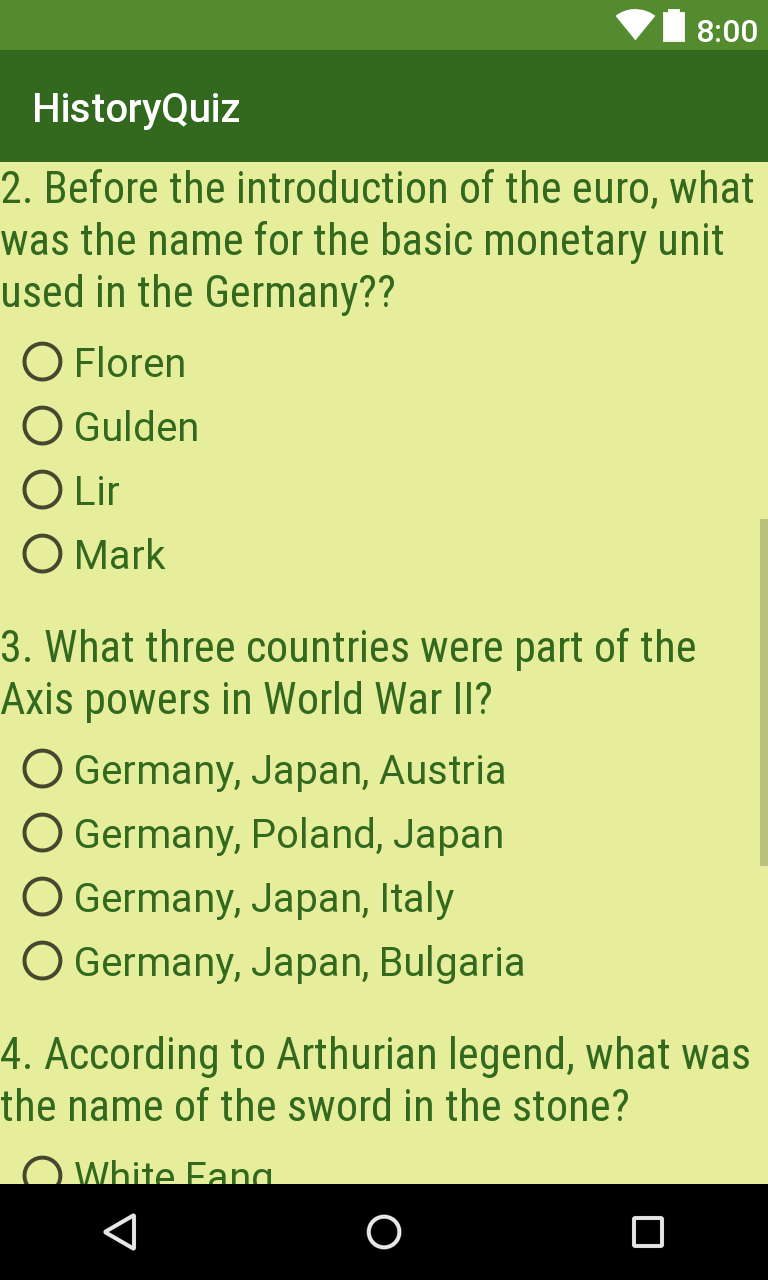 8:00
HistoryQuiz
2. Before the introduction of the euro, what
was the name for the basic monetary unit
used in the Germany??
Floren
Gulden
Lir
Mark
3. What three countries were part of the
Axis powers in World War II?
Germany, Japan, Austria
Germany, Poland, Japan
Germany, Japan, Italy
Germany, Japan, Bulgaria
4. According to Arthurian legend, what was
the name of the sword in the stone?
White Fang